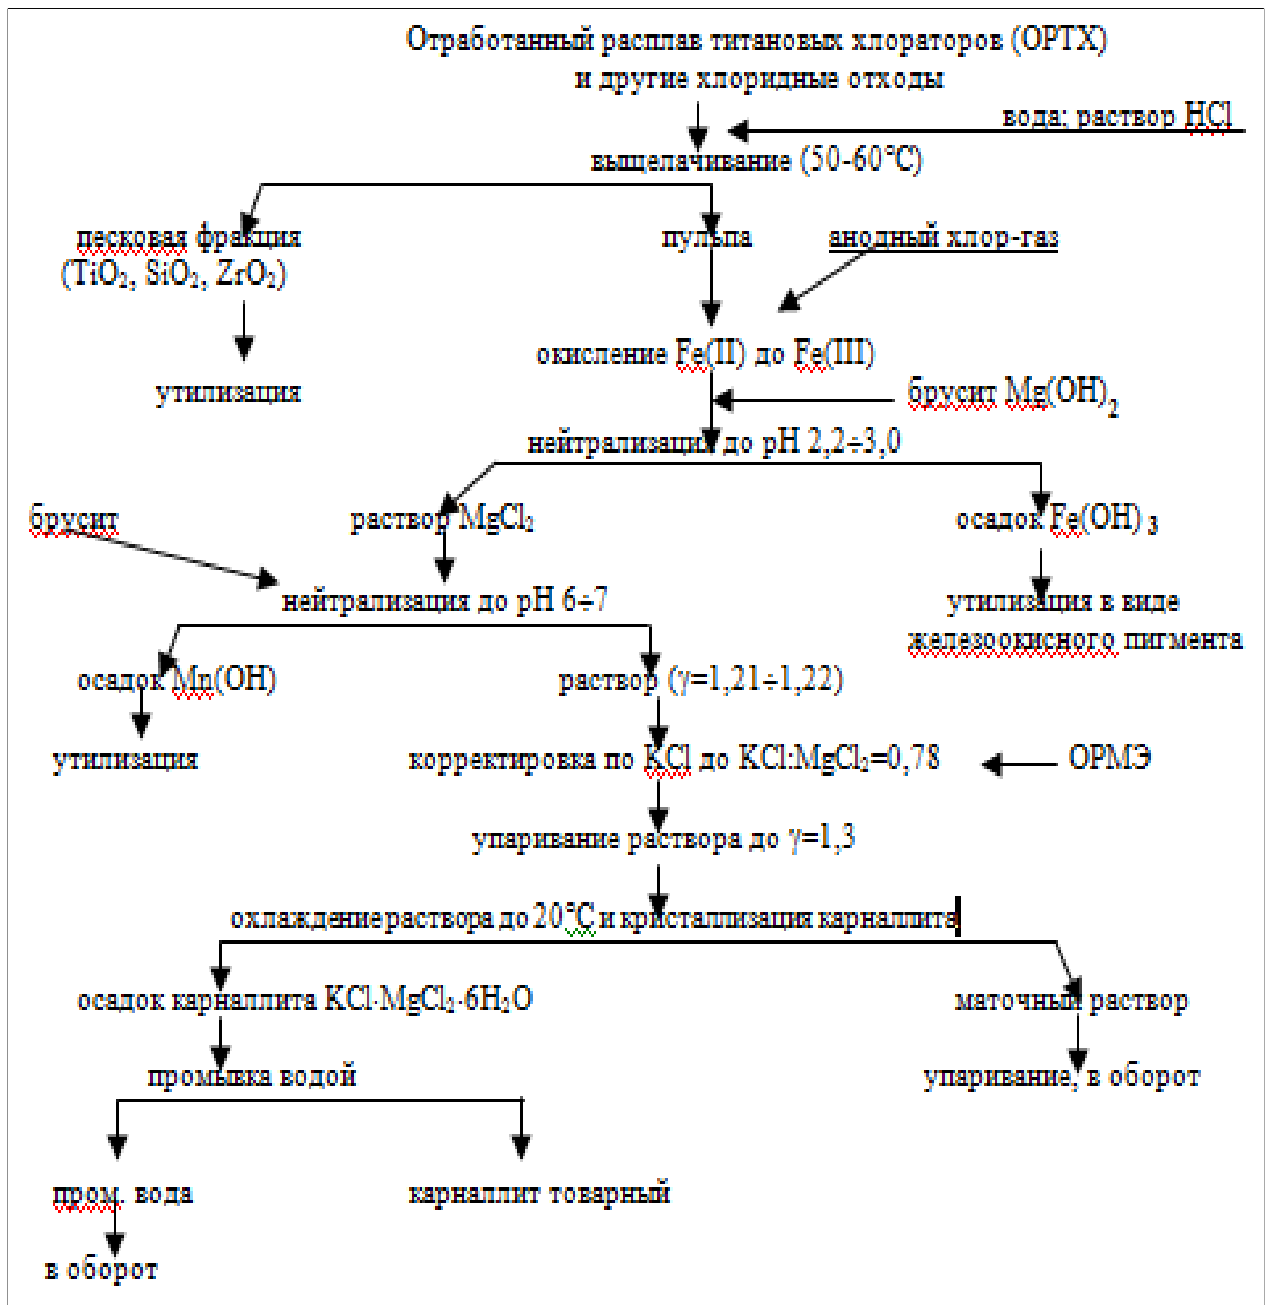 Отработанный расплав титановых хлораторов (ОРТХ)
и другие хлоридные отходы
вода; раствор HCl
выщелачивание (50-60°С)
песковая фракция
пульпа
анодный хлор-газ
(TiO₂, SiO₂, ZrO₂)
окисление Fe(II) до Fe(III)
утилизация
брусит Mg(OH)₂
нейтрализация до pH 2,2÷3,0
брусит
раствор MgCl₂
осадок Fe(OH) ₃
нейтрализация до pH 6÷7
утилизация в виде
железоокисного пигмента
осадок Mn(OH)
раствор (γ=1,21÷1,22)
утилизация
корректировка по KCl до KCl:MgCl₂=0,78
ОРМЭ
упаривание раствора до γ=1,3
охлаждение раствора до 20°С и кристаллизация карналлита
осадок карналлита KCl·MgCl₂·6H₂O
маточный раствор
промывка водой
упаривание, в оборот
пром. вода
карналлит товарный
в оборот